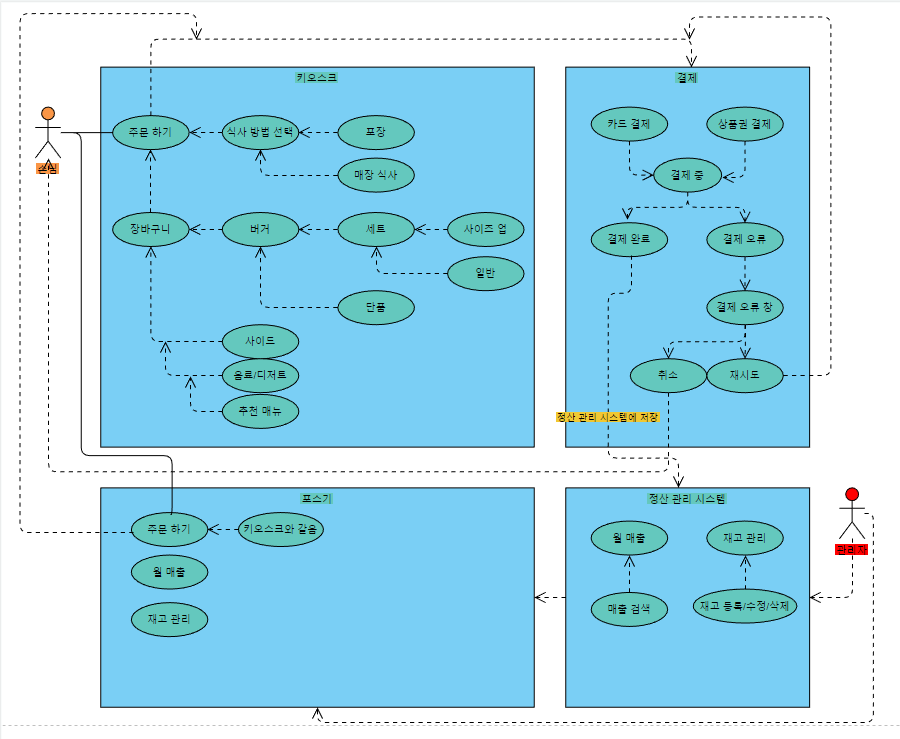 키오스크
결제
손님
주문 하기
식사 방법 선택
포장
매장 식사
장바구니
버거
세트
사이즈 업
일반
단품
사이드
음료/디저트
추천 메뉴
카드 결제
상품권 결제
결제 중
결제 완료
결제 오류
결제 오류 창
취소
재시도
정산 관리 시스템에 저장
포스기
주문 하기
키오스크와 같음
월 매출
재고 관리
정산 관리 시스템
월 매출
재고 관리
매출 검색
재고 등록/수정/삭제
관리자